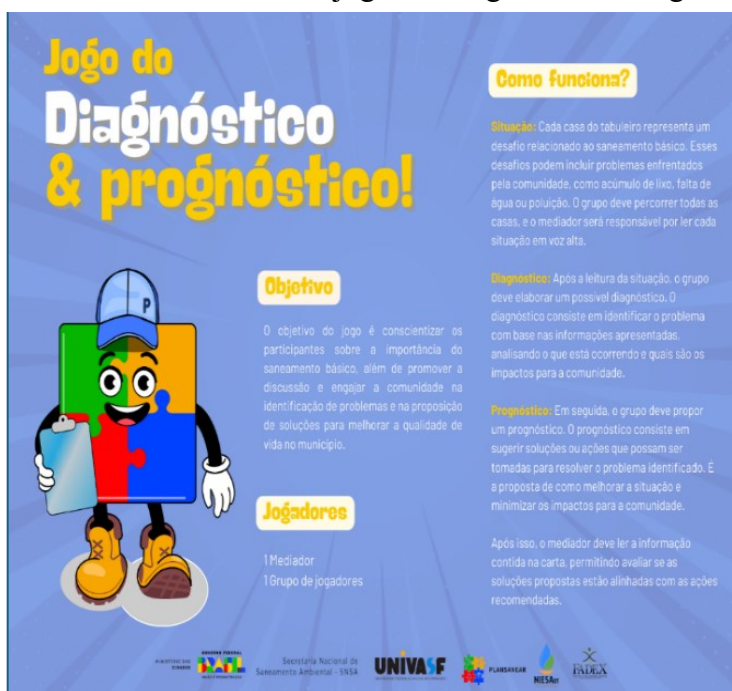 Jogo do
Diagnóstico
& prognóstico!
Objetivo
O objetivo do jogo é conscientizar os
participantes sobre a importância do
saneamento básico, além de promover a
discussão e engajar a comunidade na
identificação de problemas e na proposição
de soluções para melhorar a qualidade de
vida no município.
Jogadores
1 Mediador
1 Grupo de jogadores
Como funciona?
Situação: Cada casa do tabuleiro representa um
desafio relacionado ao saneamento básico. Esses
desafios podem incluir problemas enfrentados
pela comunidade, como acúmulo de lixo, falta de
água ou poluição. O grupo deve percorrer todas as
casas, e o mediador será responsável por ler cada
situação em voz alta.
Diagnóstico: Após a leitura da situação, o grupo
deve elaborar um possível diagnóstico. O
diagnóstico consiste em identificar o problema
com base nas informações apresentadas,
analisando o que está ocorrendo e quais são os
impactos para a comunidade.
Prognóstico: Em seguida, o grupo deve propor
um prognóstico. O prognóstico consiste em
sugerir soluções ou ações que possam ser
tomadas para resolver o problema identificado. É
a proposta de como melhorar a situação e
minimizar os impactos para a comunidade.
Após isso, o mediador deve ler a informação
contida na carta, permitindo avaliar se as
soluções propostas estão alinhadas com as ações
recomendadas.
P
MINISTÉRIO DAS
CIDADES
GOVERNO FEDERAL
BRASIL
Secretaria Nacional de
Saneamento Ambiental - SNSA
UNIVASF
PLANSANEAR
NIESA
FADEX